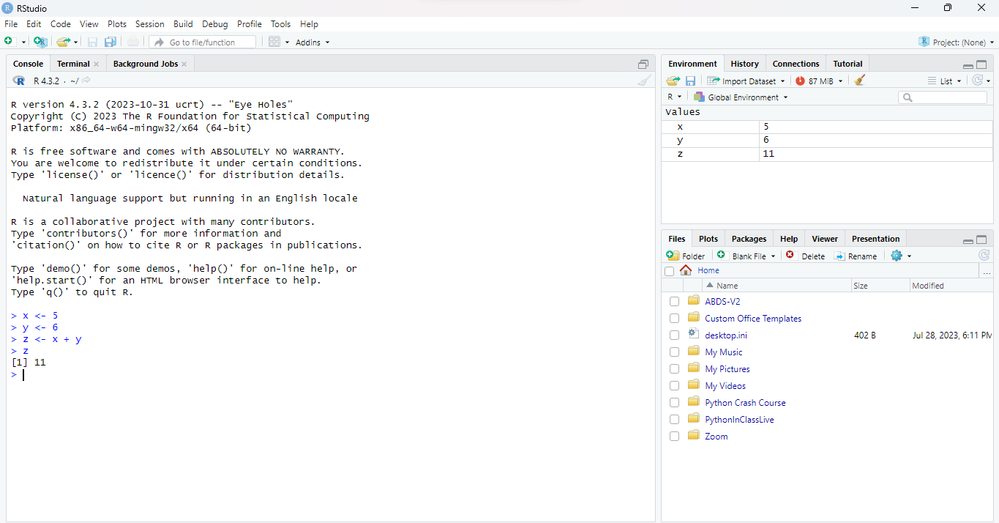 RStudio
File Edit Code View Plots Session Build Debug Profile Tools Help
Go to file/function Addins Project: (None)
Console Terminal Background Jobs
R 4.3.2 · ~/
R version 4.3.2 (2023-10-31 ucrt) -- "Eye Holes"
Copyright (C) 2023 The R Foundation for Statistical Computing
Platform: x86_64-w64-mingw32/x64 (64-bit)
R is free software and comes with ABSOLUTELY NO WARRANTY.
You are welcome to redistribute it under certain conditions.
Type 'license()' or 'licence()' for distribution details.
Natural language support but running in an English locale
R is a collaborative project with many contributors.
Type 'contributors()' for more information and
'citation()' on how to cite R or R packages in publications.
Type 'demo()' for some demos, 'help()' for on-line help, or
'help.start()' for an HTML browser interface to help.
Type 'q()' to quit R.
> x <- 5
> y <- 6
> z <- x + y
> z
[1] 11
>
Environment History Connections Tutorial
Import Dataset 87 MiB List
R Global Environment
Values
x 5
y 6
z 11
Files Plots Packages Help Viewer Presentation
Folder Blank File Delete Rename
Home ...
Name Size Modified
ABDS-V2
Custom Office Templates
desktop.ini 402 B Jul 28, 2023, 6:11 PM
My Music
My Pictures
My Videos
Python Crash Course
PythonInClassLive
Zoom